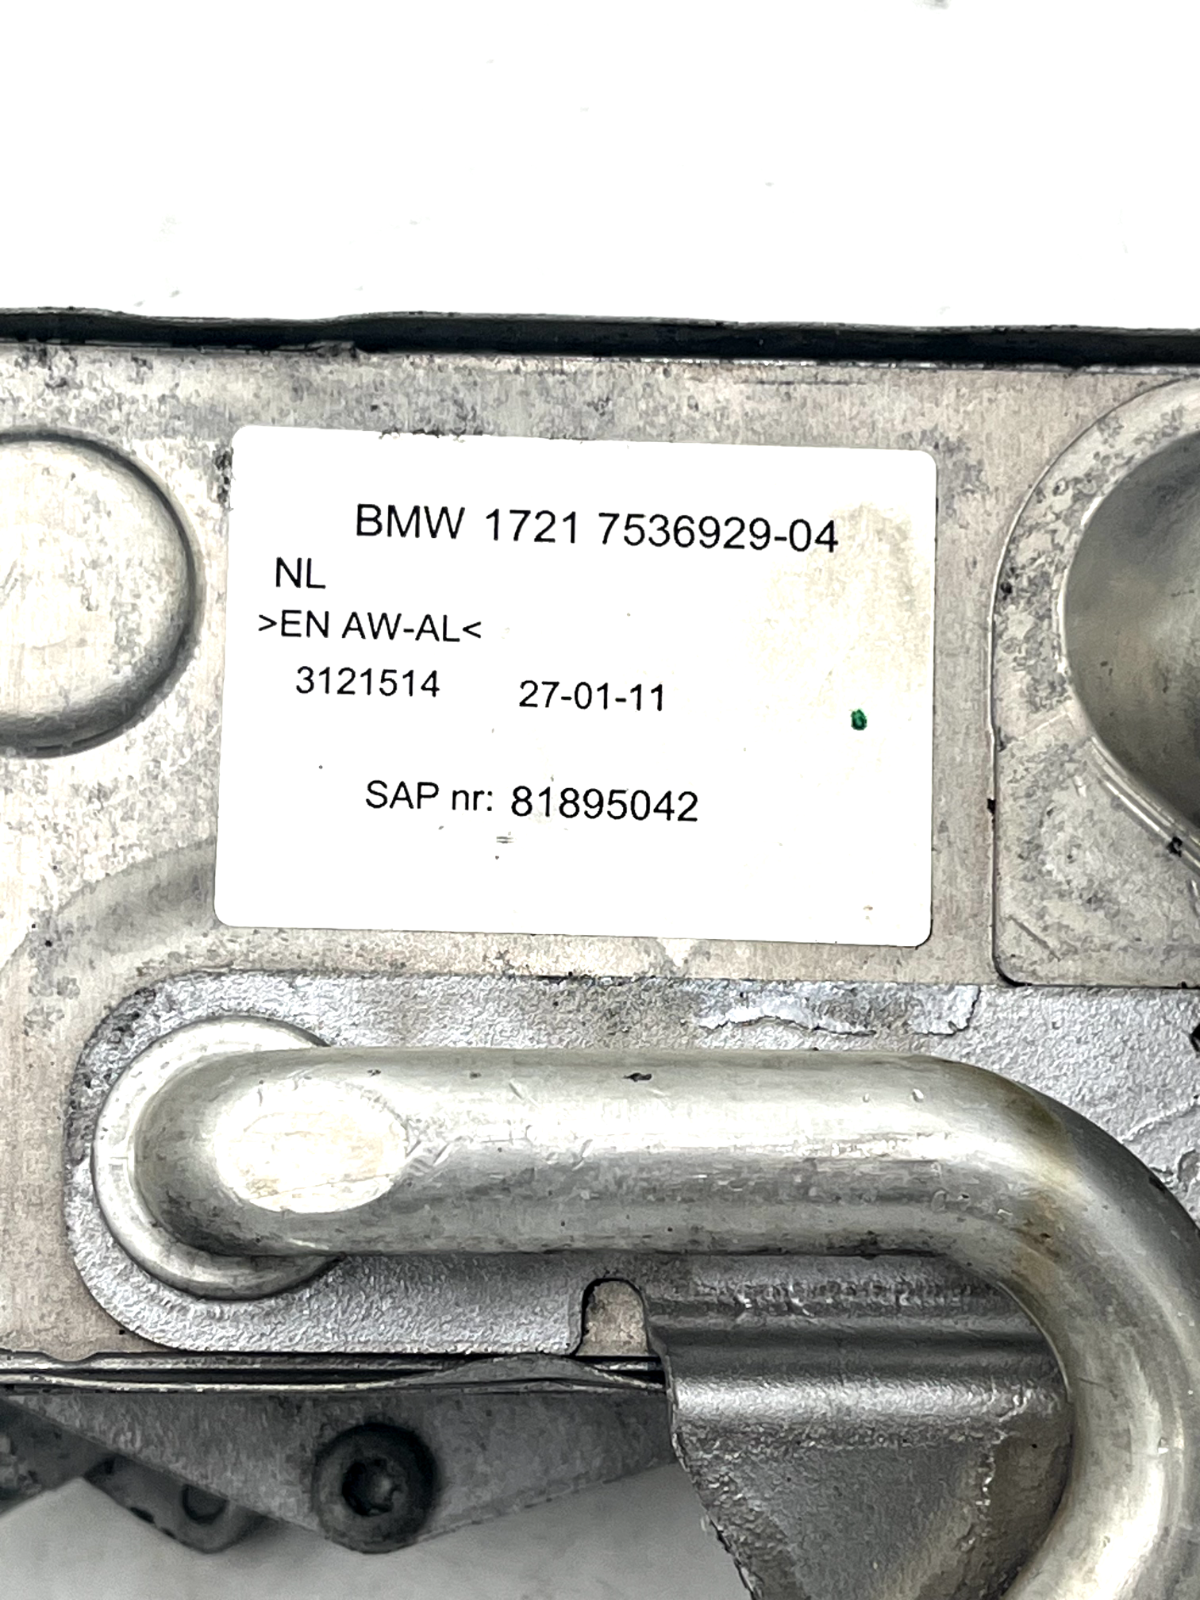 BMW 1721 7536929-04
NL
>EN AW-AL<
3121514 27-01-11
SAP nr: 81895042